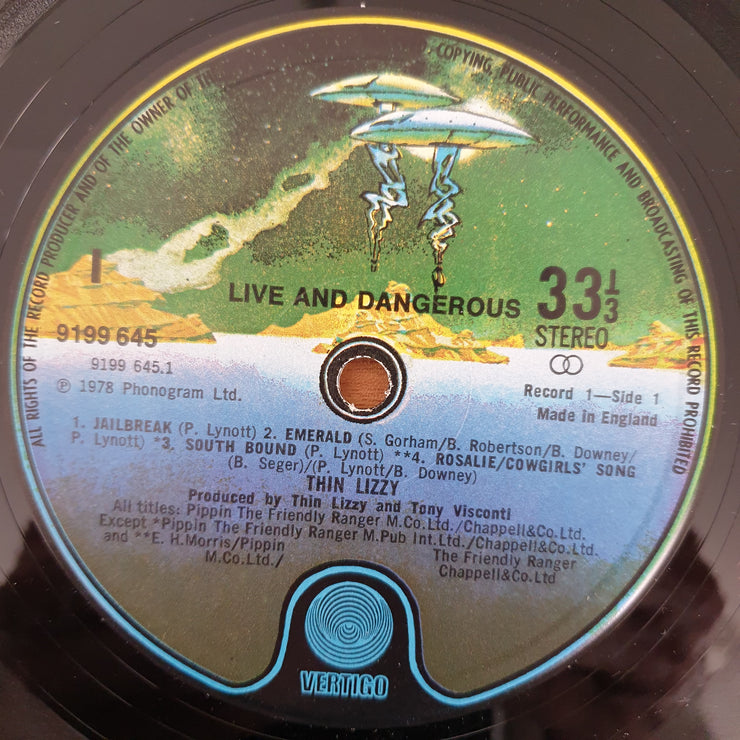 ALL RIGHTS OF THE RECORD PRODUCER AND OF THE OWNER OF THE
COPYING, PUBLIC PERFORMANCE AND BROADCASTING OF THIS RECORD PROHIBITED
1
LIVE AND DANGEROUS
33⅓
STEREO
9199 645
9199 645.1
℗ 1978 Phonogram Ltd.
Record 1—Side 1
Made in England
1. JAILBREAK (P. Lynott) 2. EMERALD (S. Gorham/B. Robertson/B. Downey/
P. Lynott) *3. SOUTH BOUND (P. Lynott) **4. ROSALIE/COWGIRLS' SONG
(B. Seger)/(P. Lynott/B. Downey)
THIN LIZZY
Produced by Thin Lizzy and Tony Visconti
All titles: Pippin The Friendly Ranger M.Co.Ltd./Chappell&Co.Ltd.
Except *Pippin The Friendly Ranger M.Pub Int.Ltd./Chappell&Co.Ltd.
and **E. H.Morris/Pippin The Friendly Ranger
M.Co.Ltd./ Chappell&Co.Ltd
VERTIGO